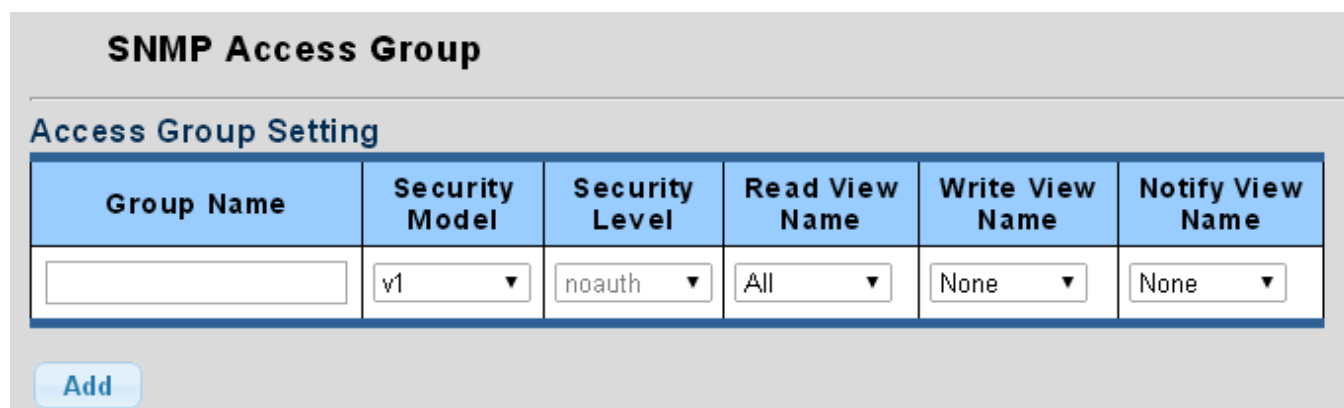 SNMP Access Group
Access Group Setting
Group Name Security Model Security Level Read View Name Write View Name Notify View Name
v1 noauth All None None
Add